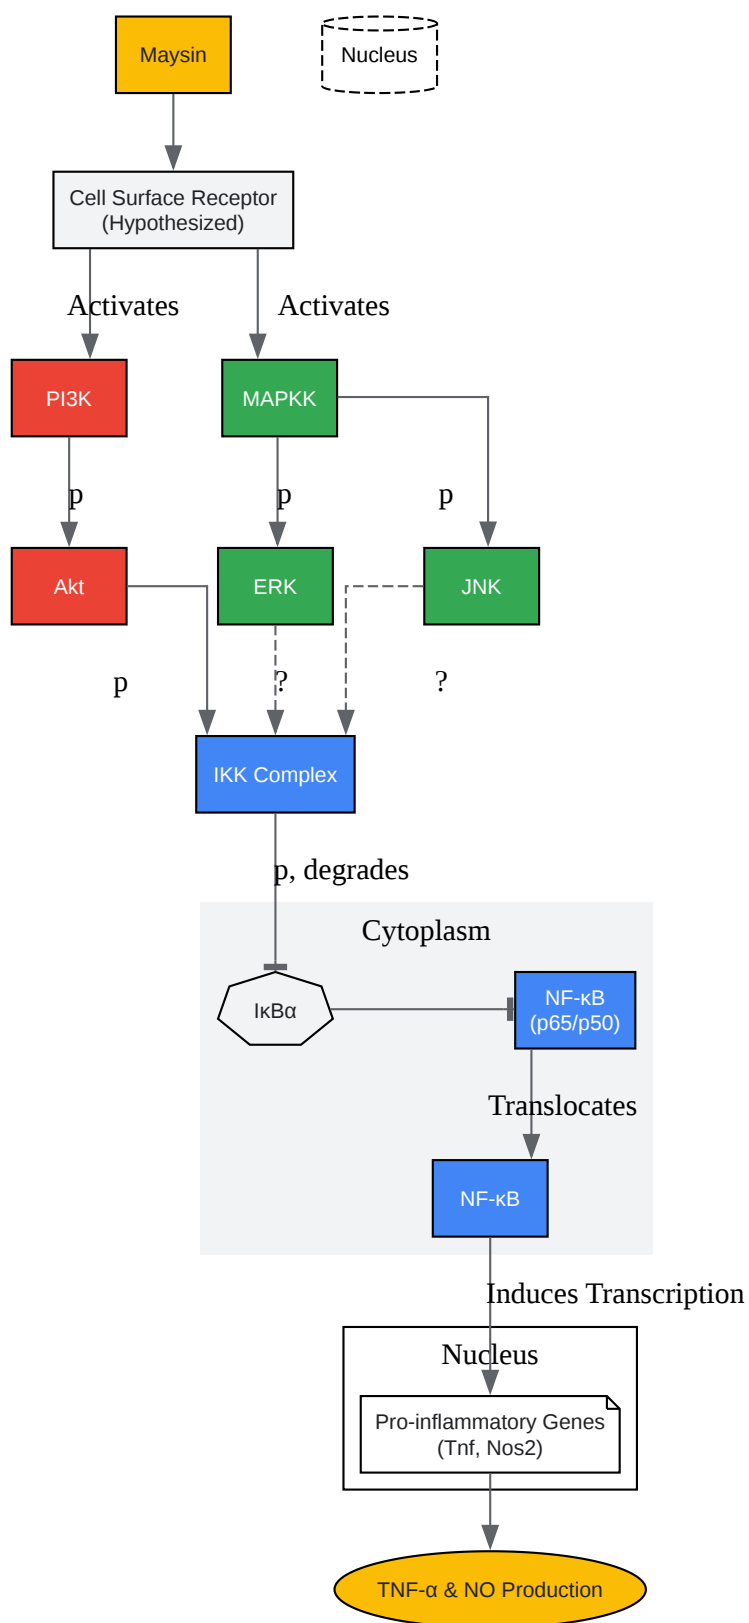 Maysin
Nucleus
Cell Surface Receptor
(Hypothesized)
Activates
Activates
PI3K
MAPKK
p
p
p
Akt
ERK
JNK
p
?
?
IKK Complex
p, degrades
Cytoplasm
IκBα
NF-κB
(p65/p50)
Translocates
NF-κB
Induces Transcription
Nucleus
Pro-inflammatory Genes
(Tnf, Nos2)
TNF-α & NO Production